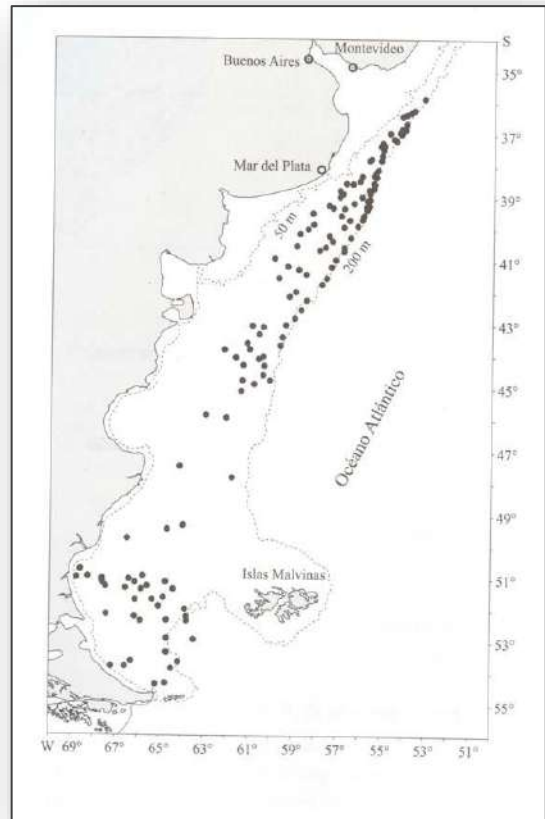 S
Montevideo
Buenos Aires
35°
37°
Mar del Plata
39°
50 m
200 m
41°
43°
45°
Océano Atlántico
47°
49°
Islas Malvinas
51°
53°
55°
W 69° 67° 65° 63° 61° 59° 57° 55° 53° 51°